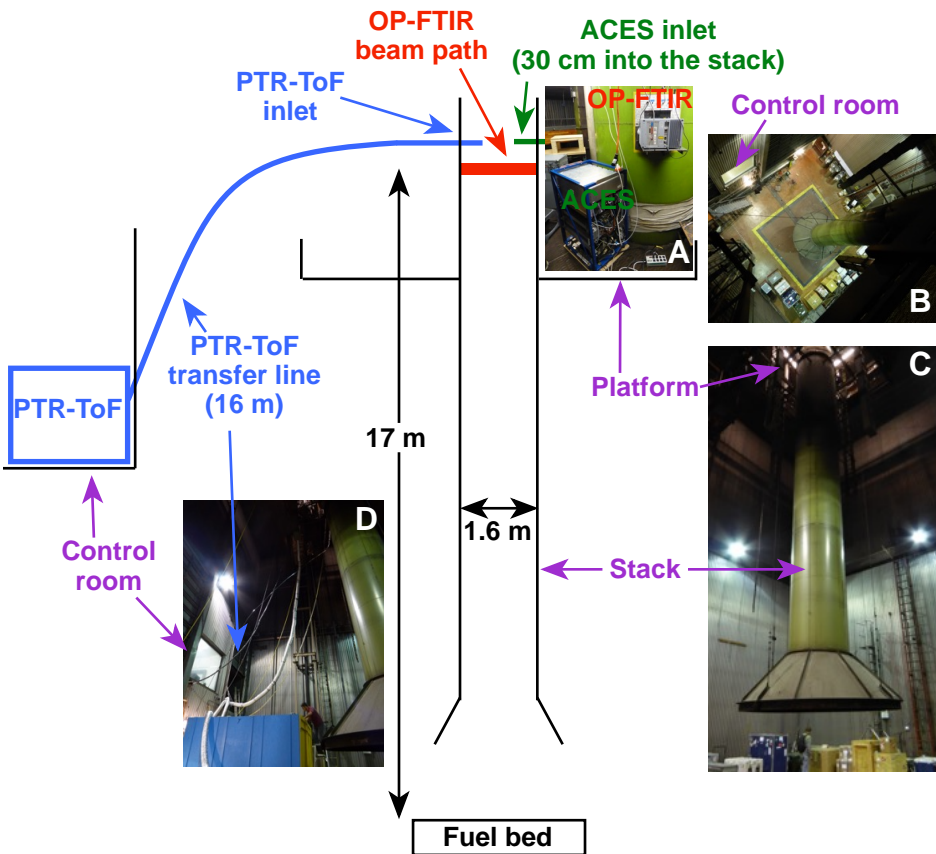 OP-FTIR
beam path
ACES inlet
(30 cm into the stack)
PTR-ToF
inlet
OP-FTIR
ACES
A
Control room
B
PTR-ToF
transfer line
(16 m)
PTR-ToF
Platform
C
17 m
1.6 m
D
Control
room
Stack
Fuel bed